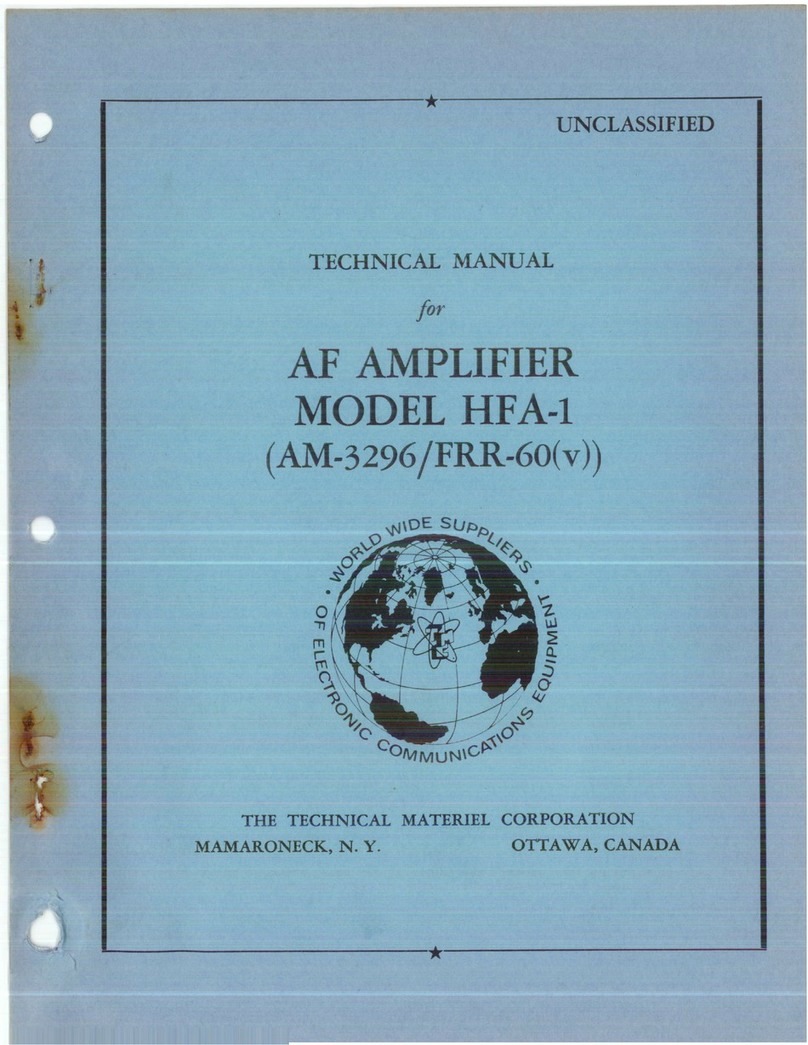 UNCLASSIFIED
TECHNICAL MANUAL
for
AF AMPLIFIER
MODEL HFA-1
(AM-3296/FRR-60(v))
· WORLD WIDE SUPPLIERS ·
OF ELECTRONIC COMMUNICATIONS EQUIPMENT
THE TECHNICAL MATERIEL CORPORATION
MAMARONECK, N. Y. OTTAWA, CANADA